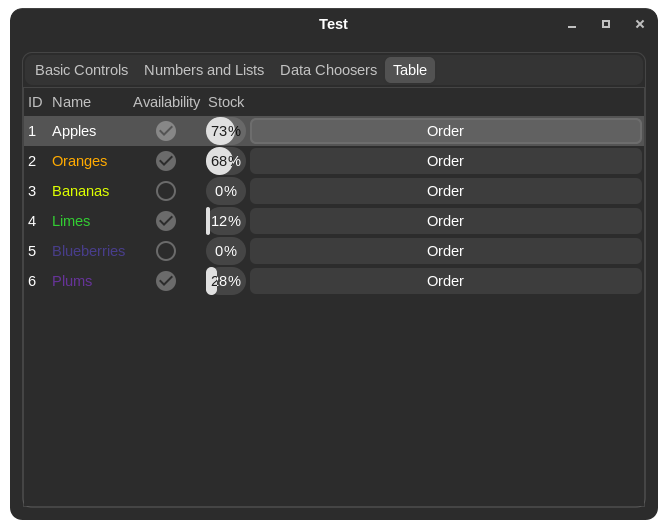 Test
Basic Controls Numbers and Lists Data Choosers Table
ID Name Availability Stock
1 Apples 73% Order
2 Oranges 68% Order
3 Bananas 0% Order
4 Limes 12% Order
5 Blueberries 0% Order
6 Plums 28% Order